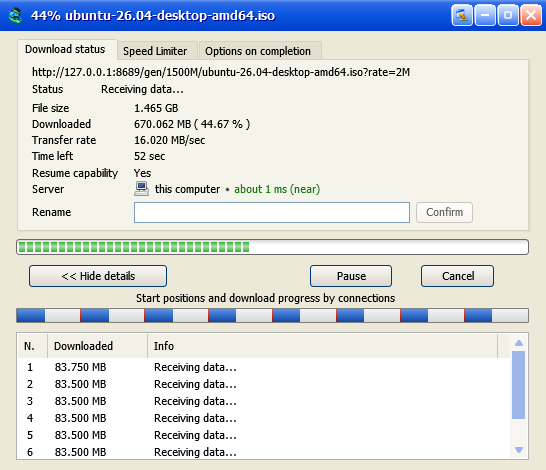 44% ubuntu-26.04-desktop-amd64.iso
Download status Speed Limiter Options on completion
http://127.0.0.1:8689/gen/1500M/ubuntu-26.04-desktop-amd64.iso?rate=2M
Status Receiving data...
File size 1.465 GB
Downloaded 670.062 MB ( 44.67 % )
Transfer rate 16.020 MB/sec
Time left 52 sec
Resume capability Yes
Server this computer • about 1 ms (near)
Rename Confirm
<< Hide details Pause Cancel
Start positions and download progress by connections
N. Downloaded Info
1 83.750 MB Receiving data...
2 83.500 MB Receiving data...
3 83.500 MB Receiving data...
4 83.500 MB Receiving data...
5 83.500 MB Receiving data...
6 83.500 MB Receiving data...